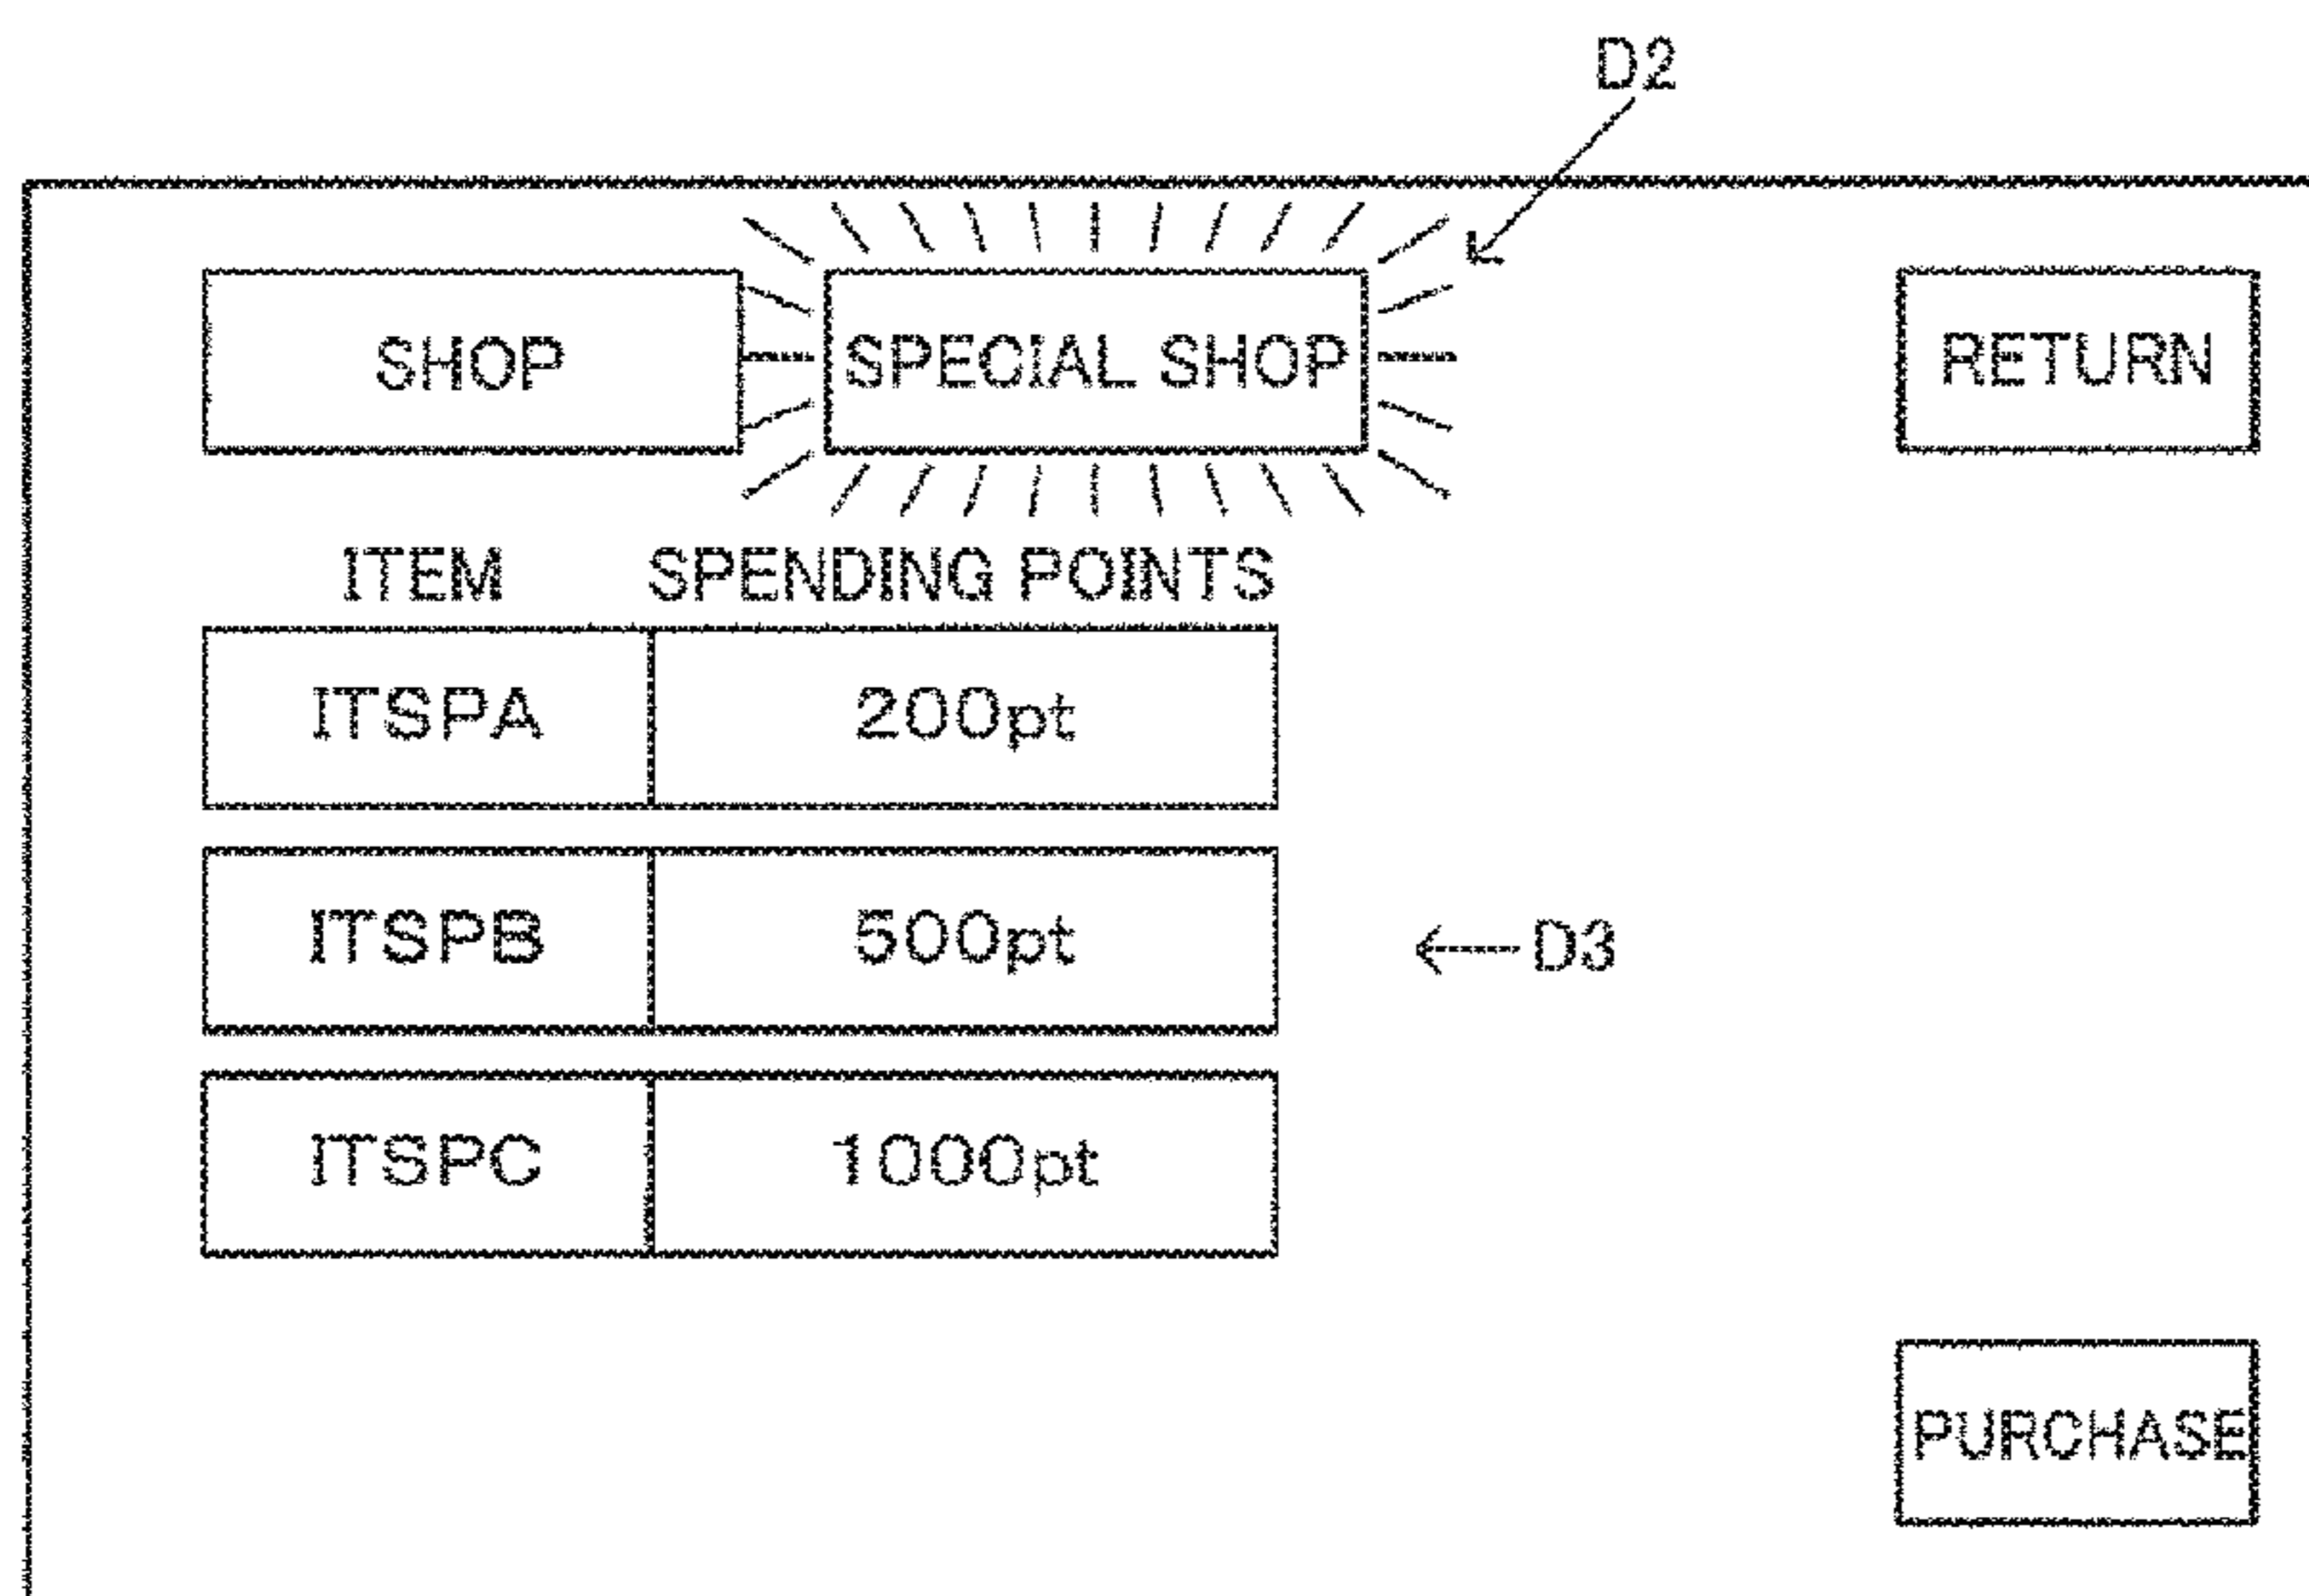 D2
SHOP SPECIAL SHOP RETURN
ITEM SPENDING POINTS
ITSPA 200pt
ITSPB 500pt D3
ITSPC 1000pt
PURCHASE